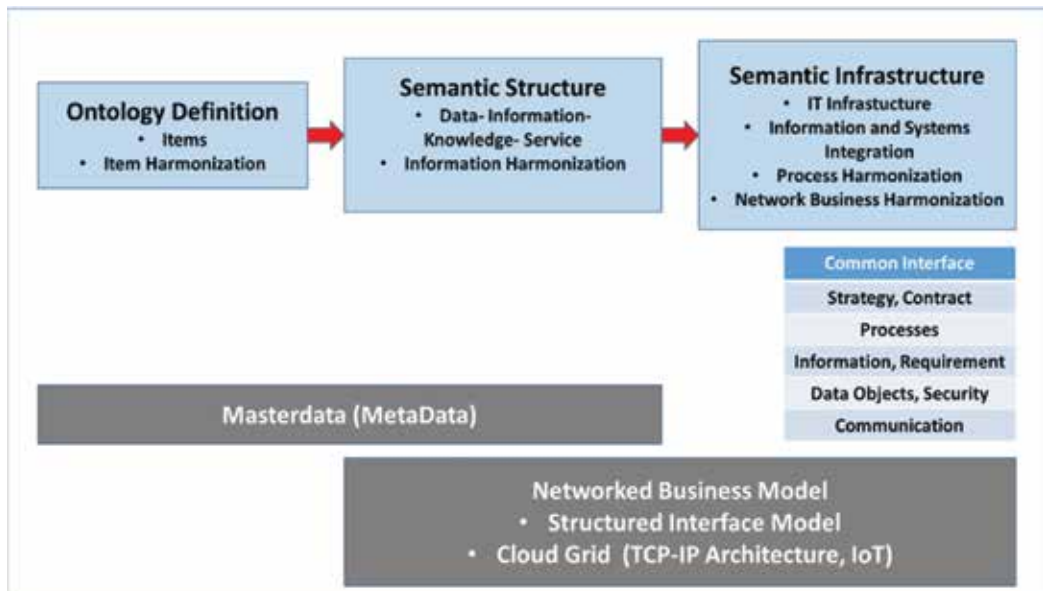 Ontology Definition
• Items
• Item Harmonization
Semantic Structure
• Data- Information-
Knowledge- Service
• Information Harmonization
Semantic Infrastructure
• IT Infrastucture
• Information and Systems
Integration
• Process Harmonization
• Network Business Harmonization
Common Interface
Strategy, Contract
Processes
Information, Requirement
Data Objects, Security
Communication
Masterdata (MetaData)
Networked Business Model
• Structured Interface Model
• Cloud Grid (TCP-IP Architecture, IoT)